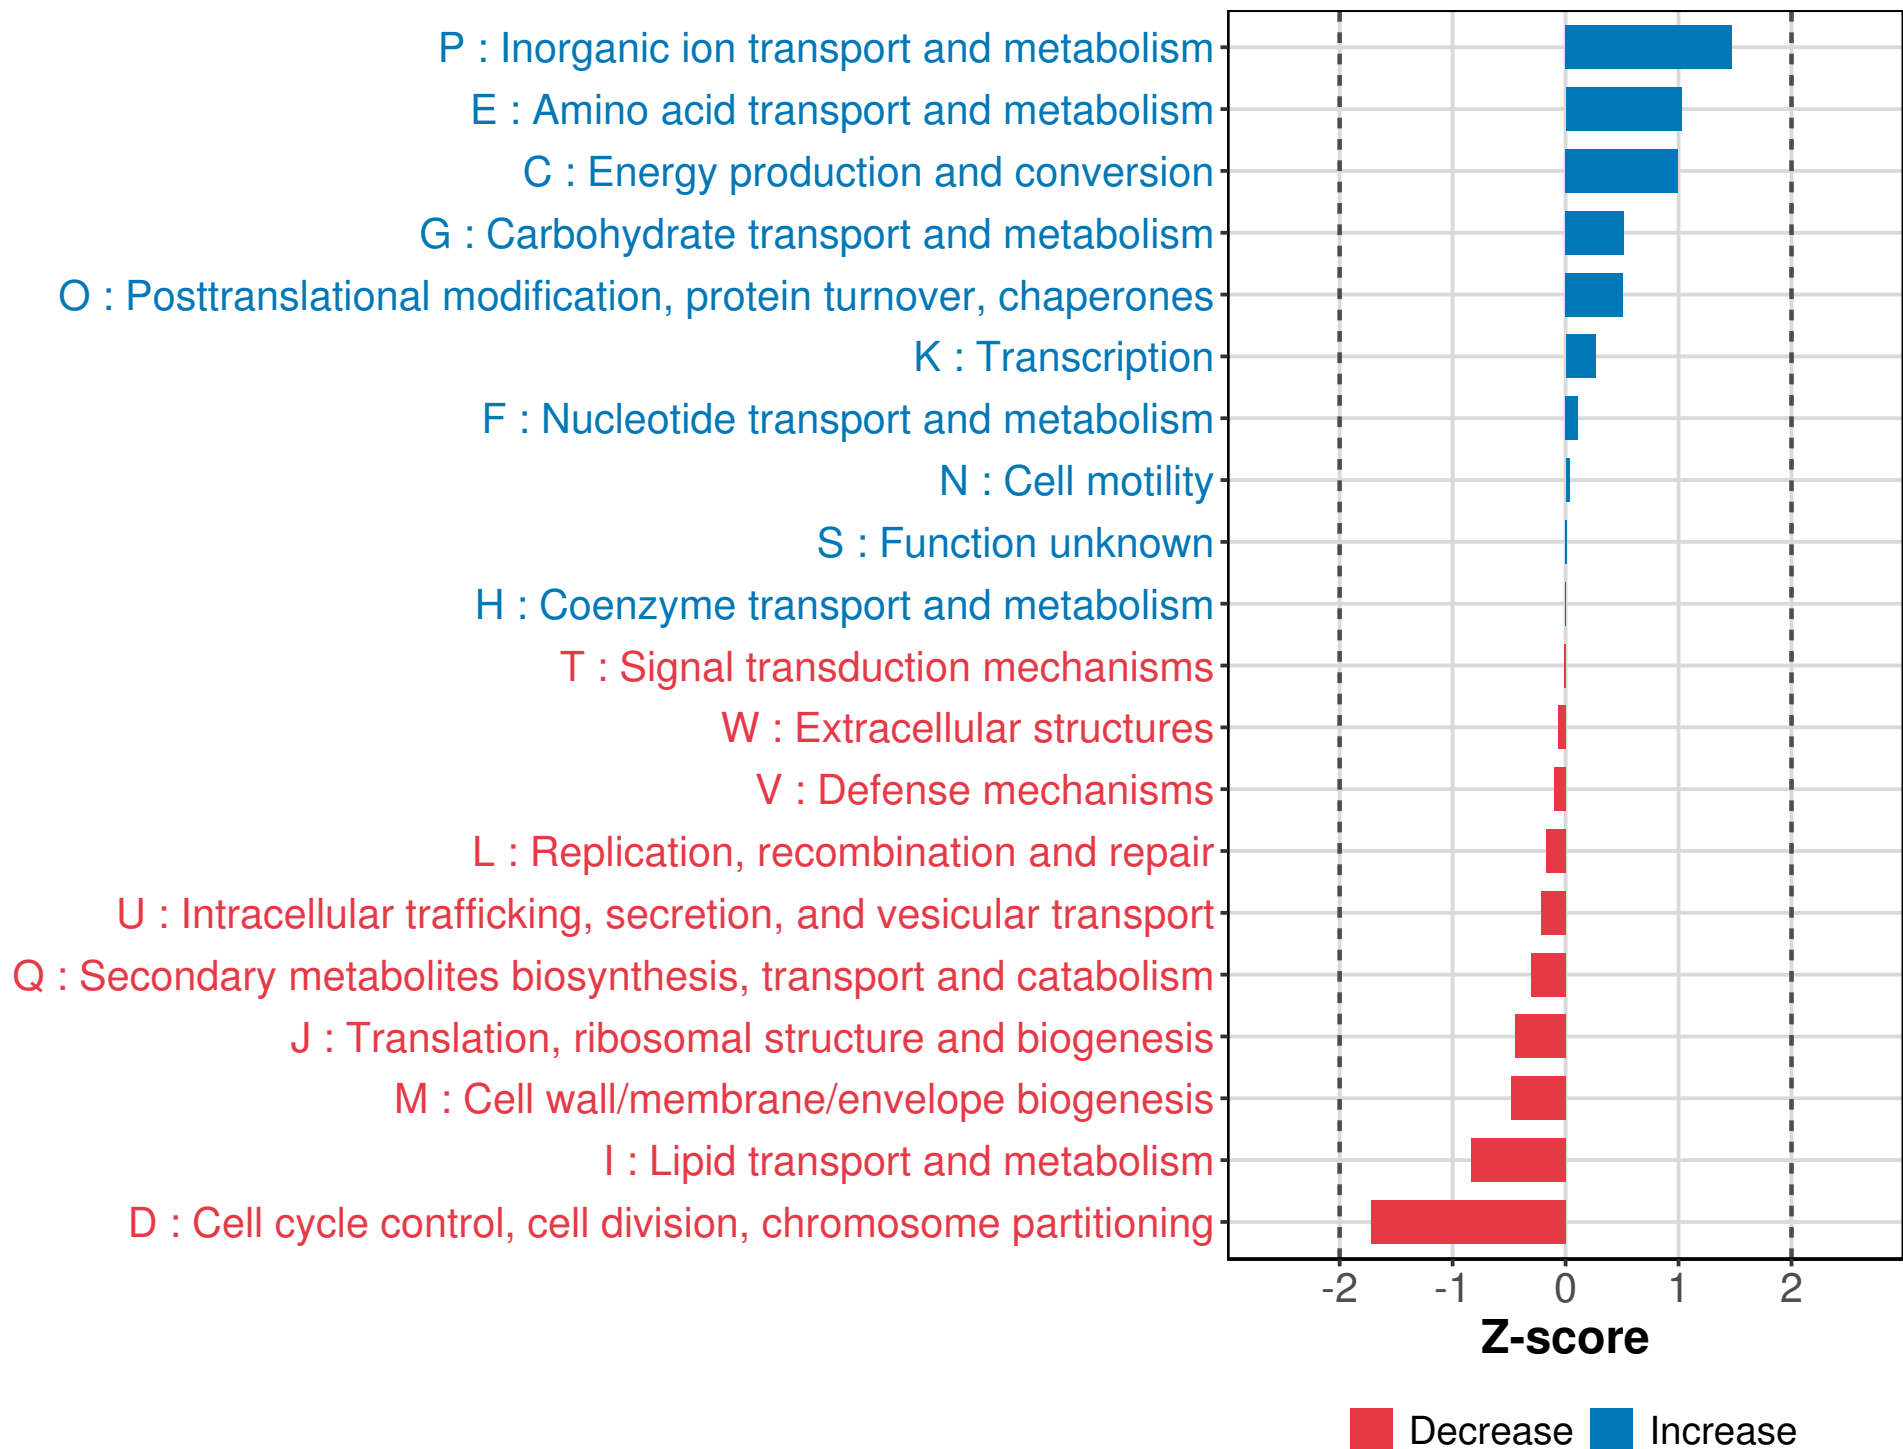 P : Inorganic ion transport and metabolism
E : Amino acid transport and metabolism
C : Energy production and conversion
G : Carbohydrate transport and metabolism
O : Posttranslational modification, protein turnover, chaperones
K : Transcription
F : Nucleotide transport and metabolism
N : Cell motility
S : Function unknown
H : Coenzyme transport and metabolism
T : Signal transduction mechanisms
W : Extracellular structures
V : Defense mechanisms
L : Replication, recombination and repair
U : Intracellular trafficking, secretion, and vesicular transport
Q : Secondary metabolites biosynthesis, transport and catabolism
J : Translation, ribosomal structure and biogenesis
M : Cell wall/membrane/envelope biogenesis
I : Lipid transport and metabolism
D : Cell cycle control, cell division, chromosome partitioning
-2 -1 0 1 2
Z-score
Decrease Increase